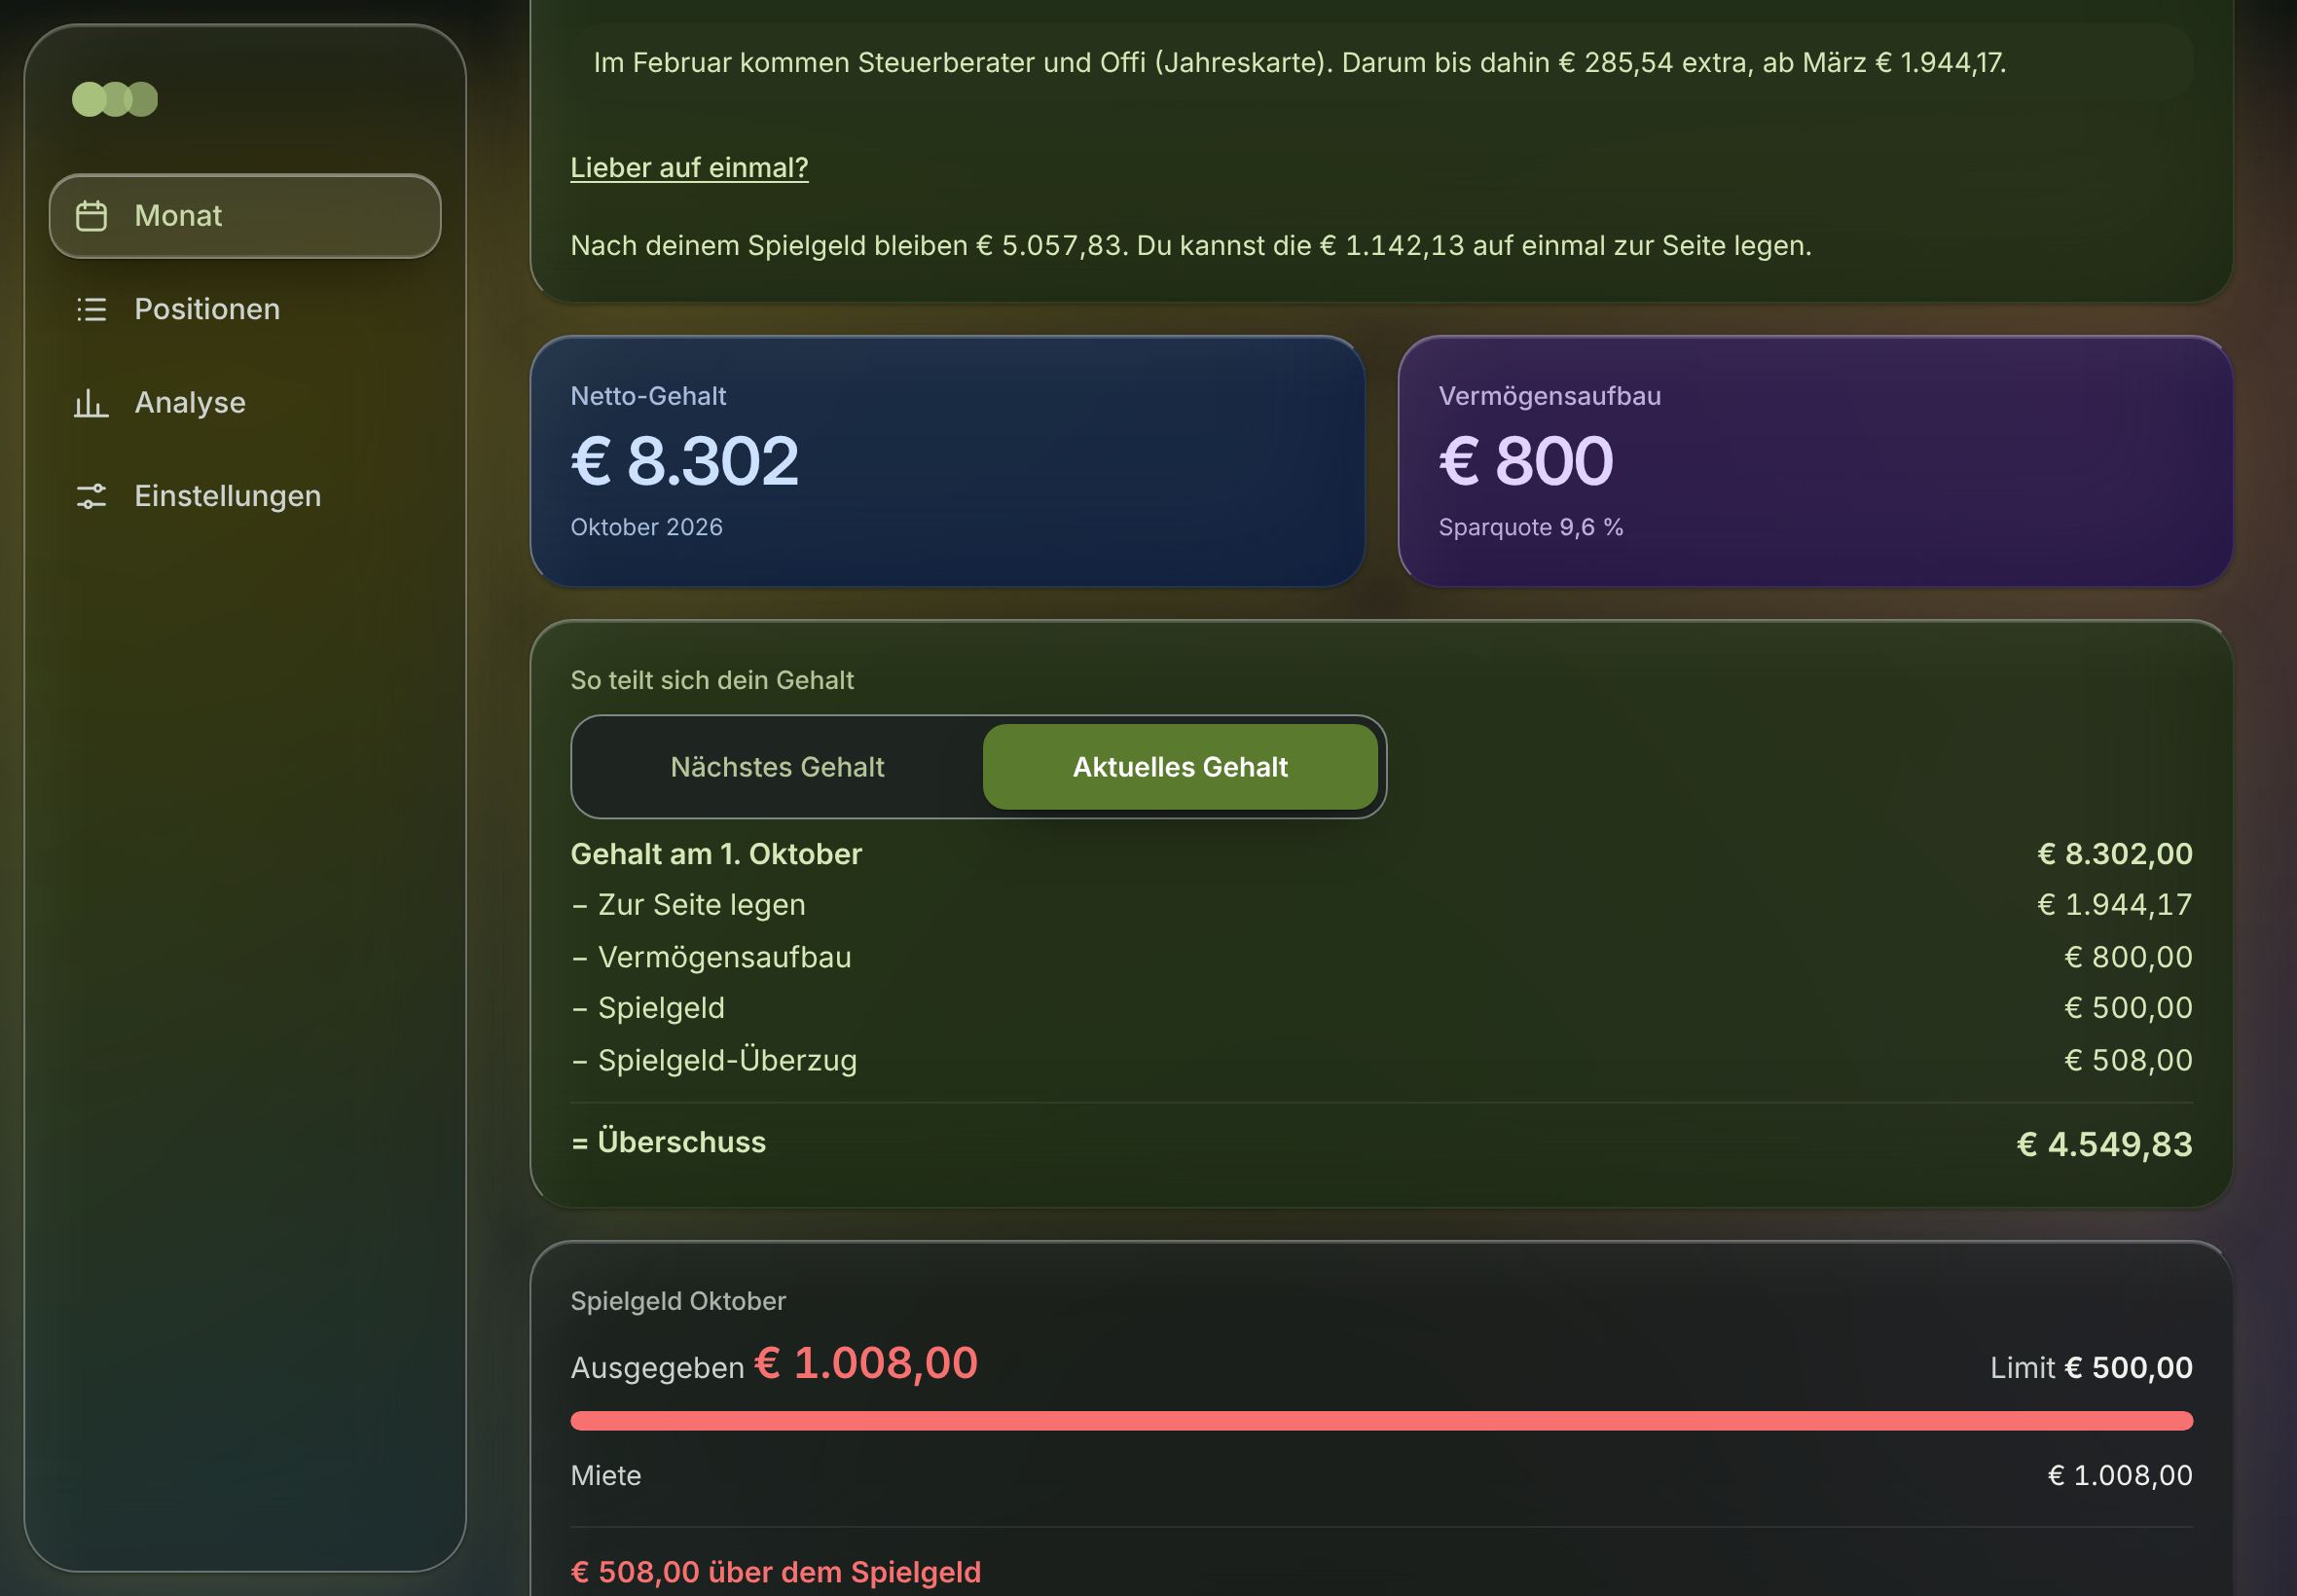 Im Februar kommen Steuerberater und Offi (Jahreskarte). Darum bis dahin € 285,54 extra, ab März € 1.944,17.
Lieber auf einmal?
Nach deinem Spielgeld bleiben € 5.057,83. Du kannst die € 1.142,13 auf einmal zur Seite legen.
Monat
Positionen
Analyse
Einstellungen
Netto-Gehalt
€ 8.302
Oktober 2026
Vermögensaufbau
€ 800
Sparquote 9,6 %
So teilt sich dein Gehalt
Nächstes Gehalt Aktuelles Gehalt
Gehalt am 1. Oktober € 8.302,00
− Zur Seite legen € 1.944,17
− Vermögensaufbau € 800,00
− Spielgeld € 500,00
− Spielgeld-Überzug € 508,00
= Überschuss € 4.549,83
Spielgeld Oktober
Ausgegeben € 1.008,00 Limit € 500,00
Miete € 1.008,00
€ 508,00 über dem Spielgeld